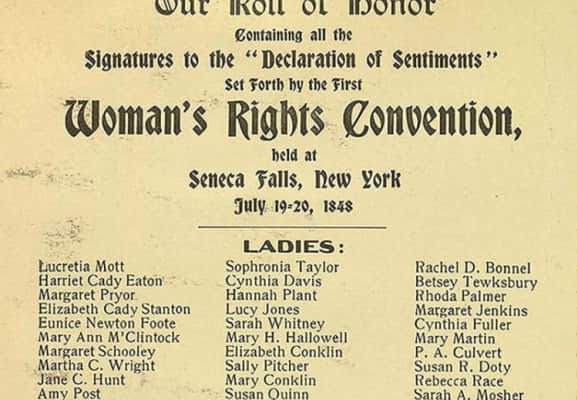 Our Roll of Honor
Containing all the
Signatures to the "Declaration of Sentiments"
Set Forth by the First
Woman's Rights Convention,
held at
Seneca Falls, New York
July 19-20, 1848
LADIES:
Lucretia Mott
Harriet Cady Eaton
Margaret Pryor
Elizabeth Cady Stanton
Eunice Newton Foote
Mary Ann M'Clintock
Margaret Schooley
Martha C. Wright
Jane C. Hunt
Amy Post
Sophronia Taylor
Cynthia Davis
Hannah Plant
Lucy Jones
Sarah Whitney
Mary H. Hallowell
Elizabeth Conklin
Sally Pitcher
Mary Conklin
Susan Quinn
Rachel D. Bonnel
Betsey Tewksbury
Rhoda Palmer
Margaret Jenkins
Cynthia Fuller
Mary Martin
P. A. Culvert
Susan R. Doty
Rebecca Race
Sarah A. Mosher